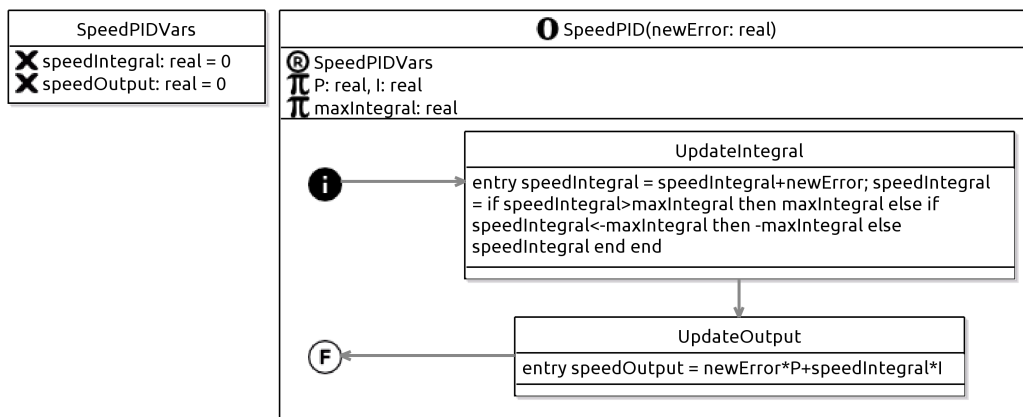 SpeedPIDVars
speedIntegral: real = 0
speedOutput: real = 0
O SpeedPID(newError: real)
R SpeedPIDVars
π P: real, I: real
π maxIntegral: real
UpdateIntegral
i
entry speedIntegral = speedIntegral+newError; speedIntegral
= if speedIntegral>maxIntegral then maxIntegral else if
speedIntegral<-maxIntegral then -maxIntegral else
speedIntegral end end
UpdateOutput
F
entry speedOutput = newError*P+speedIntegral*I